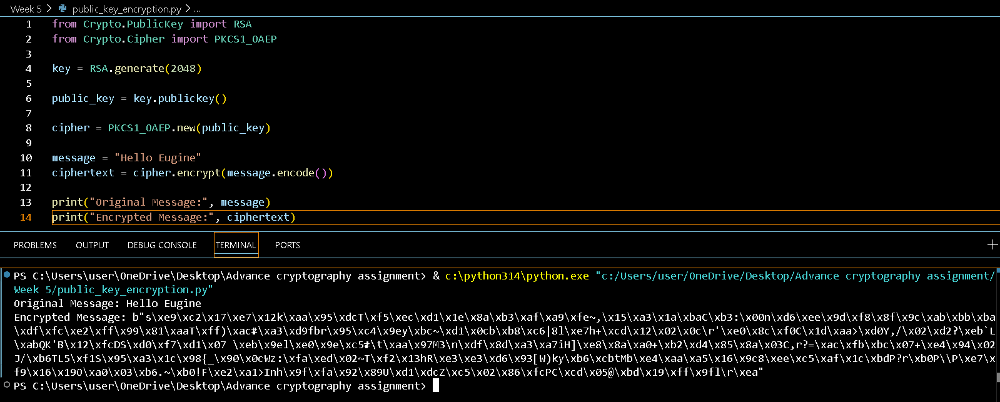 Week 5 > public_key_encryption.py > ...
1 from Crypto.PublicKey import RSA
2 from Crypto.Cipher import PKCS1_OAEP
3
4 key = RSA.generate(2048)
5
6 public_key = key.publickey()
7
8 cipher = PKCS1_OAEP.new(public_key)
9
10 message = "Hello Eugine"
11 ciphertext = cipher.encrypt(message.encode())
12
13 print("Original Message:", message)
14 print("Encrypted Message:", ciphertext)
PROBLEMS OUTPUT DEBUG CONSOLE TERMINAL PORTS
PS C:\Users\user\OneDrive\Desktop\Advance cryptography assignment> & c:\python314\python.exe "c:/Users/user/OneDrive/Desktop/Advance cryptography assignment/
Week 5/public_key_encryption.py"
Original Message: Hello Eugine
Encrypted Message: b"s\xe9\xc2\x17\xe7\x12k\xaa\x95\xdcT\xf5\xec\xd1\x1e\x8a\xb3\xaf\xa9\xfe~,\x15\xa3\x1a\xbaC\xb3:\x00n\xd6\xee\x9d\xf8\x8f\x9c\xab\xbb\xba
\xdf\xfc\xe2\xff\x99\x81\xaaT\xff)\xac#\xa3\xd9fbr\x95\xc4\x9ey\xbc~\xd1\x0cb\xb8\xc6|8l\xe7h+\xcd\x12\x02\x0c\r'\xe0\x8c\xf0C\x1d\xaa>\xd0Y,/\x02\xd2?\xeb`L
\xabQK'B\x12\xfcDS\xd0\xf7\xd1\x07 \xeb\x9el\xe0\x9e\xc5#\t\xaa\x97M3\n\xdf\x8d\xa3\xa7iH]\xe8\x8a\xa0+\xb2\xd4\x85\x8a\x03C,r?=\xac\xfb\xbc\x07+\xe4\x94\x02
J/\xb6TL5\xf1S\x95\xa3\x1c\x98{_\x90\x0cWz:\xfa\xed\x02~T\xf2\x13hR\xe3\xe3\xd6\x93[W)ky\xb6\xcbtMb\xe4\xaa\xa5\x16\x9c8\xee\xc5\xaf\x1c\xbdP?r\xb0P\\P\xe7\x
f9\x16\x19O\xa0\x03\xb6.~\xb0!F\xe2\xa1>Inh\x9f\xfa\x92\x89U\xd1\xdcZ\xc5\x02\x86\xfcPC\xcd\x05@\xbd\x19\xff\x9fl\r\xea"
PS C:\Users\user\OneDrive\Desktop\Advance cryptography assignment>